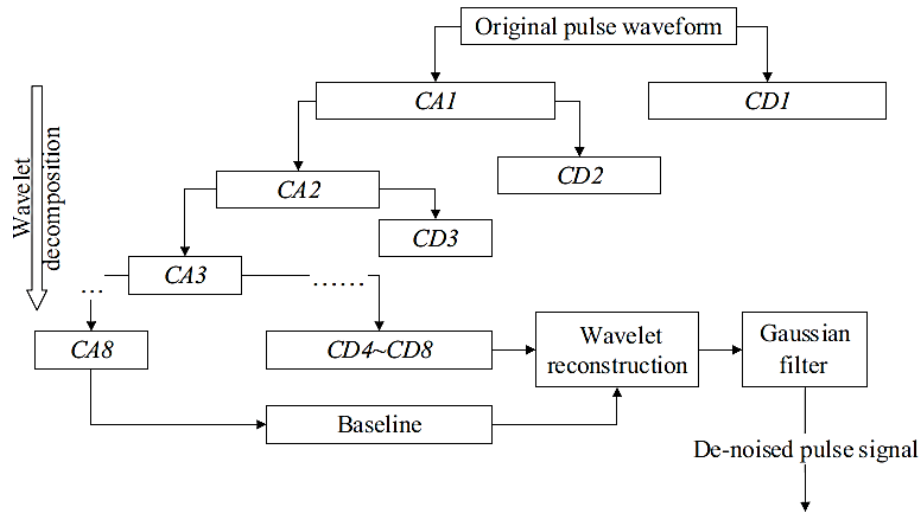 Original pulse waveform
CA1
CD1
Wavelet
decomposition
CA2
CD2
CD3
CA3
...
......
CA8
CD4~CD8
Wavelet
reconstruction
Gaussian
filter
Baseline
De-noised pulse signal